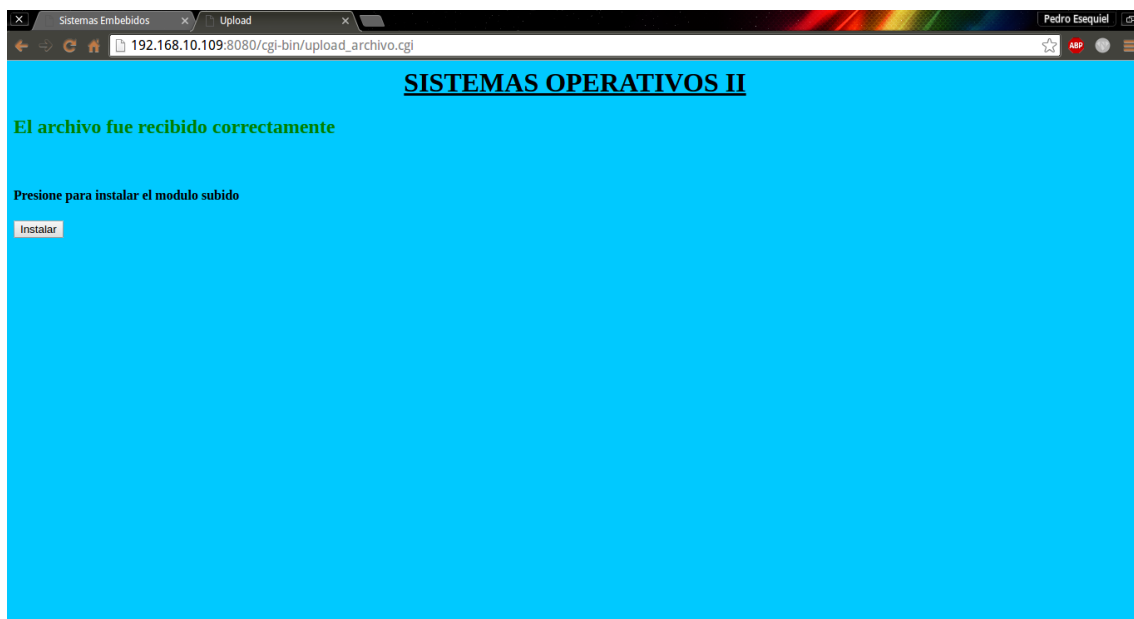 Sistemas Embebidos
Upload
Pedro Esequiel
192.168.10.109:8080/cgi-bin/upload_archivo.cgi
ABP
SISTEMAS OPERATIVOS II
El archivo fue recibido correctamente
Presione para instalar el modulo subido
Instalar